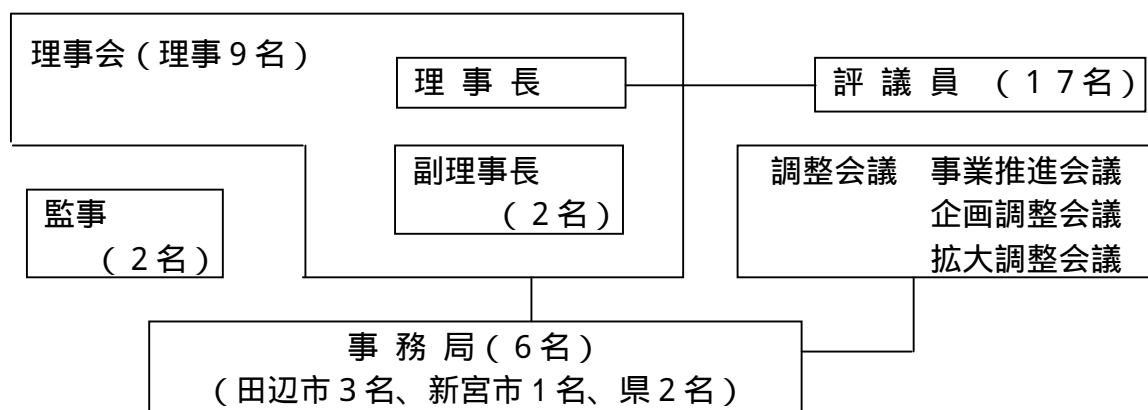 理事会(理事9名)
理 事 長
評 議 員 (17名)
副理事長
(2名)
監事
(2名)
調整会議 事業推進会議
企画調整会議
拡大調整会議
事 務 局(6名)
(田辺市3名、新宮市1名、県2名)